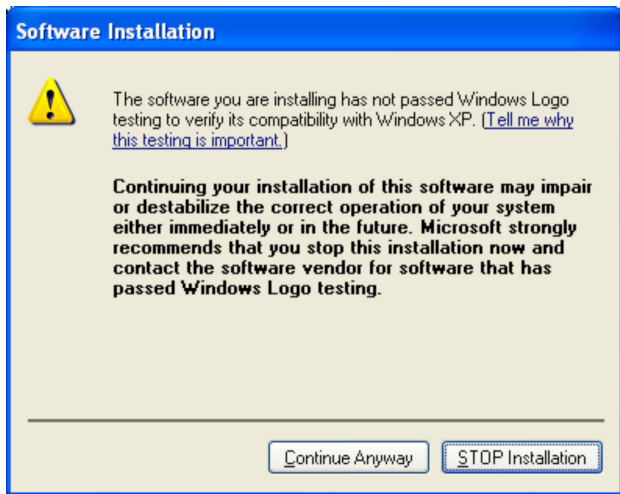 Software Installation
The software you are installing has not passed Windows Logo
testing to verify its compatibility with Windows XP. (Tell me why
this testing is important.)
Continuing your installation of this software may impair
or destabilize the correct operation of your system
either immediately or in the future. Microsoft strongly
recommends that you stop this installation now and
contact the software vendor for software that has
passed Windows Logo testing.
Continue Anyway
STOP Installation